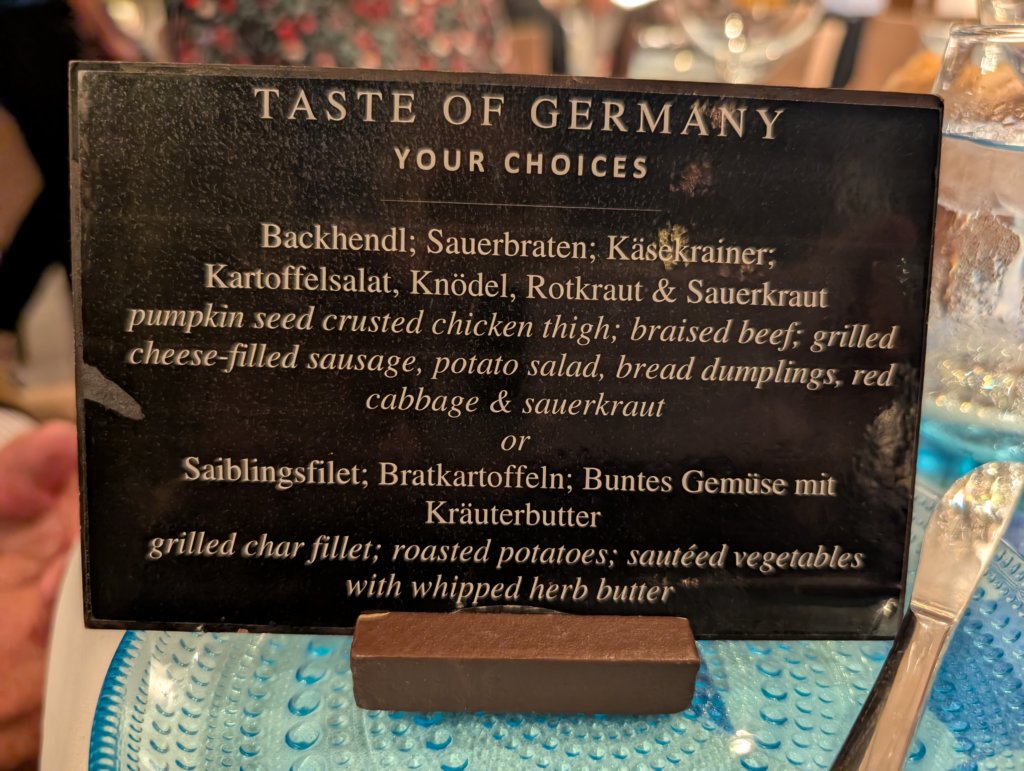 TASTE OF GERMANY
YOUR CHOICES
Backhendl; Sauerbraten; Käsekrainer;
Kartoffelsalat, Knödel, Rotkraut & Sauerkraut
pumpkin seed crusted chicken thigh; braised beef; grilled
cheese-filled sausage, potato salad, bread dumplings, red
cabbage & sauerkraut
or
Saiblingsfilet; Bratkartoffeln; Buntes Gemüse mit
Kräuterbutter
grilled char fillet; roasted potatoes; sautéed vegetables
with whipped herb butter